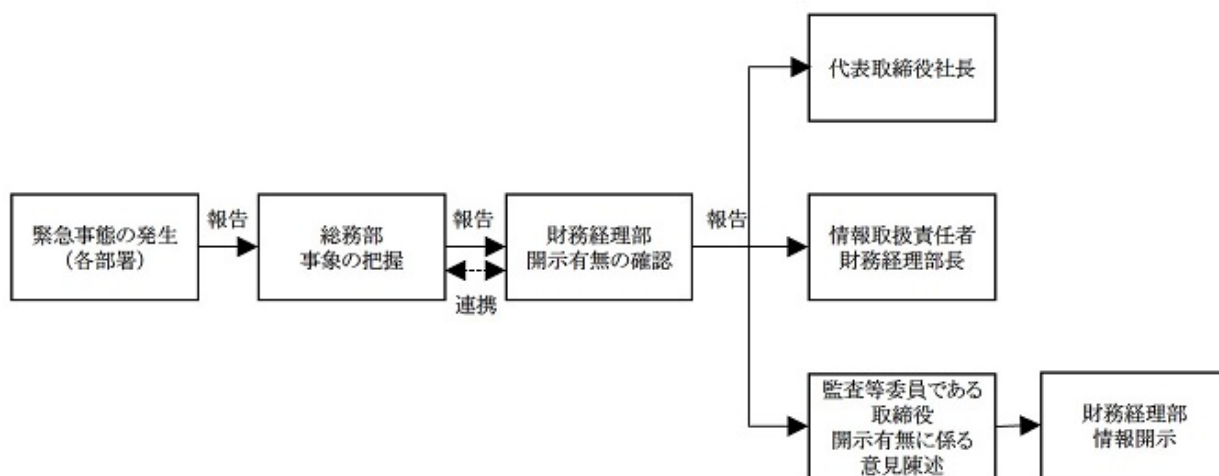 代表取締役社長
緊急事態の発生
（各部署）
報告
総務部
事象の把握
報告
連携
財務経理部
開示有無の確認
報告
情報取扱責任者
財務経理部長
監査等委員である
取締役
開示有無に係る
意見陳述
財務経理部
情報開示